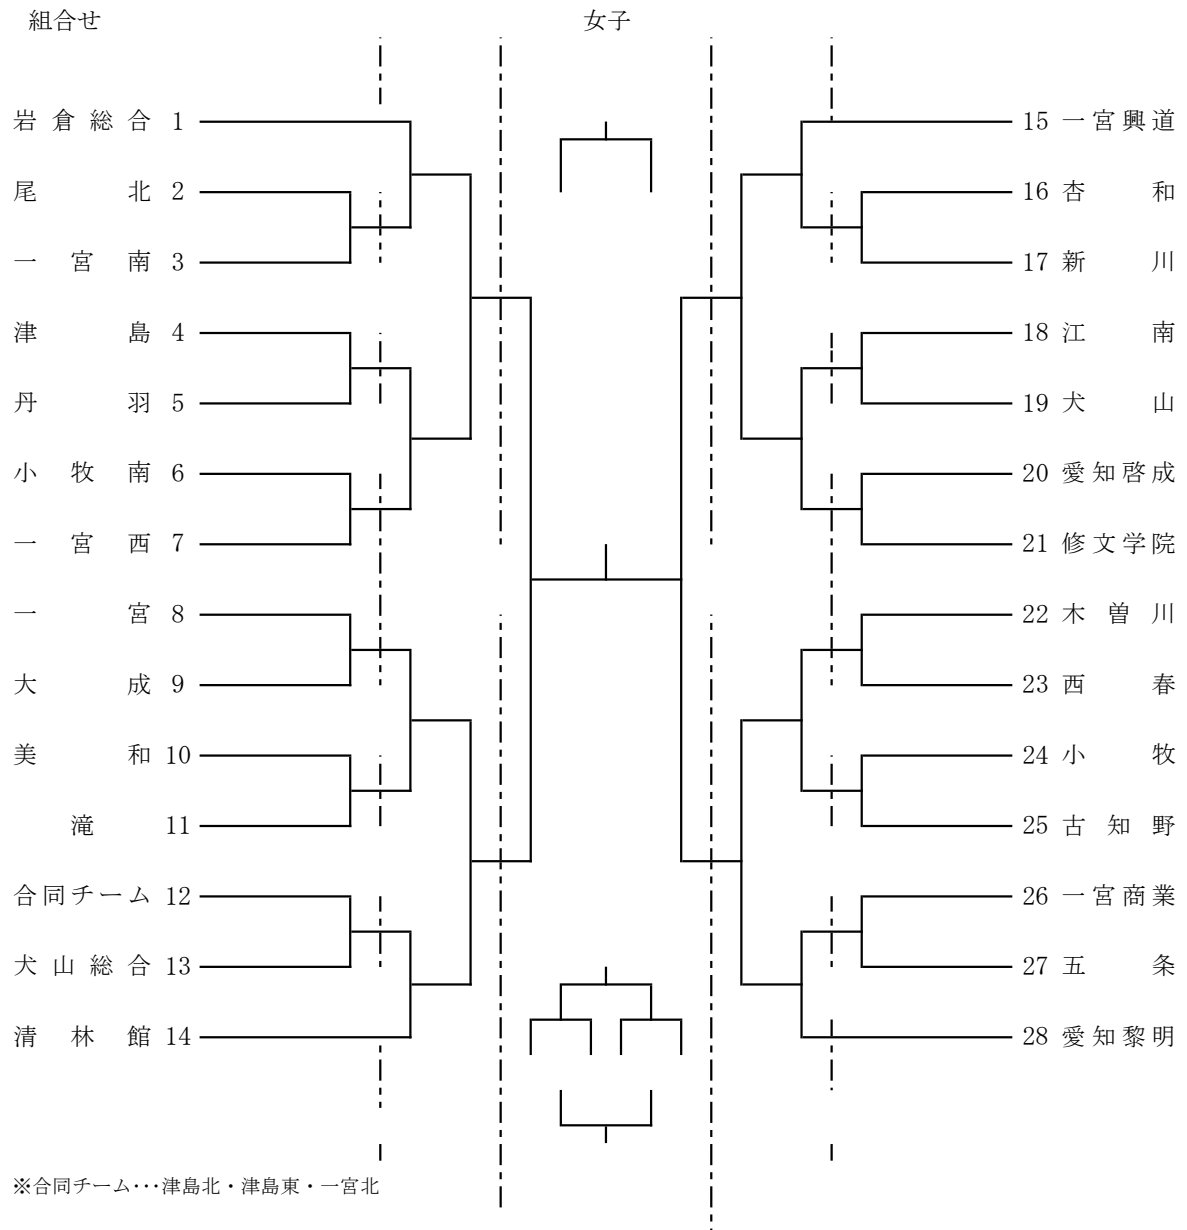 組合せ 女子
岩倉総合 1 15 一宮興道
尾北 2 16 杏和
一宮南 3 17 新川
津島 4 18 江南
丹羽 5 19 犬山
小牧南 6 20 愛知啓成
一宮西 7 21 修文学院
一宮 8 22 木曽川
大成 9 23 西春
美和 10 24 小牧
滝 11 25 古知野
合同チーム 12 26 一宮商業
犬山総合 13 27 五条
清林館 14 28 愛知黎明
※合同チーム・・・津島北・津島東・一宮北